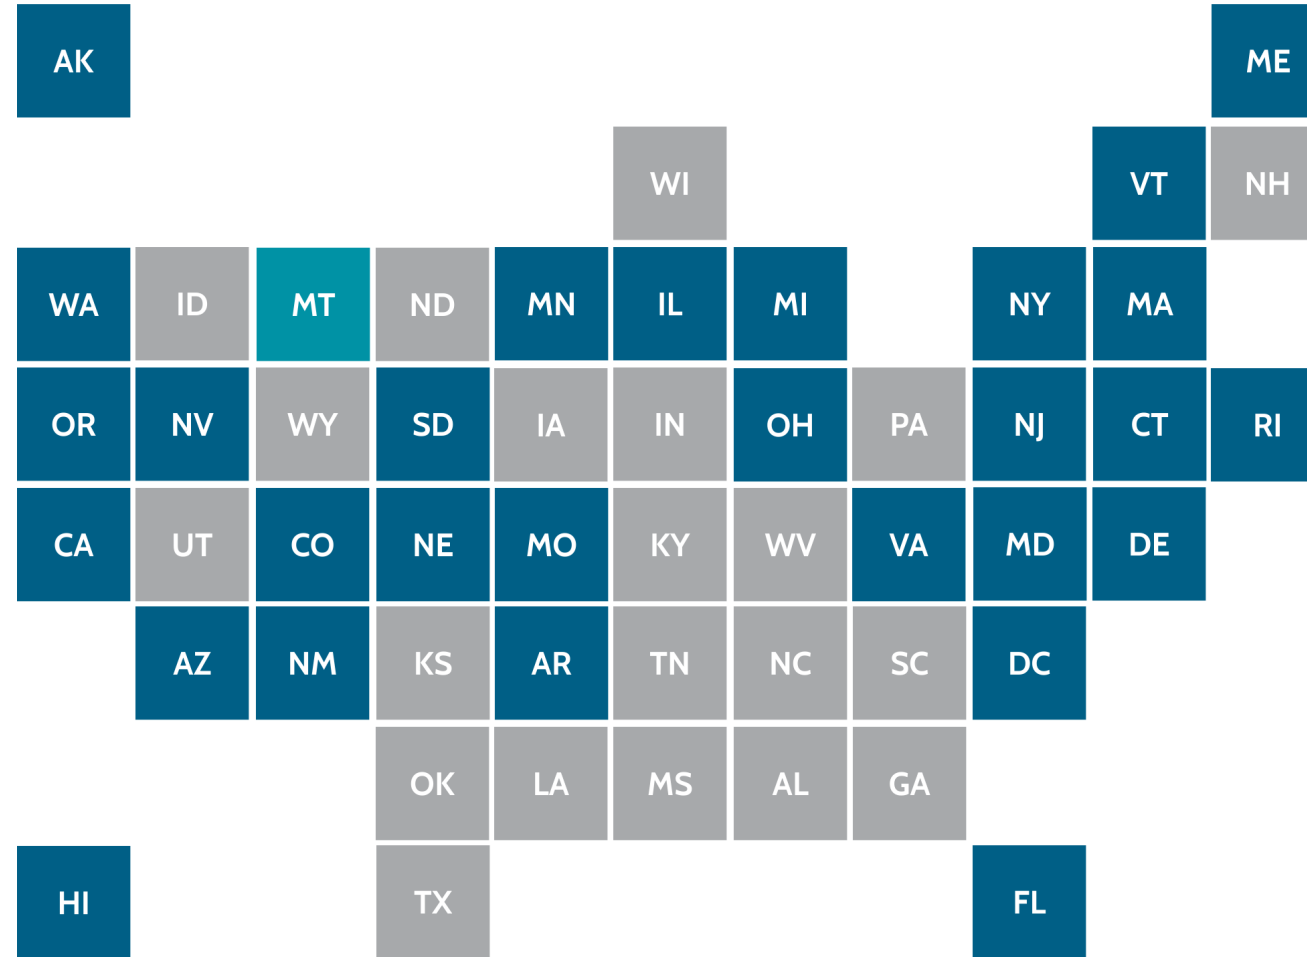 AK ME
WI VT NH
WA ID MT ND MN IL MI NY MA
OR NV WY SD IA IN OH PA NJ CT RI
CA UT CO NE MO KY WV VA MD DE
AZ NM KS AR TN NC SC DC
OK LA MS AL GA
HI TX FL